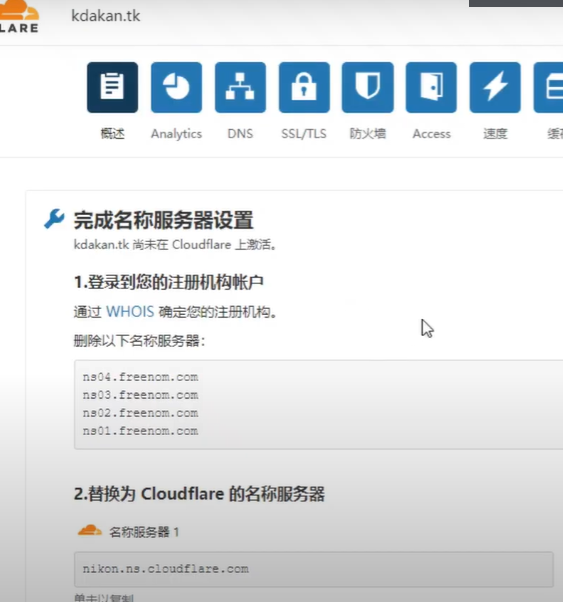 LARE
kdakan.tk
概述
Analytics
DNS
SSL/TLS
防火墙
Access
速度
完成名称服务器设置
kdakan.tk 尚未在 Cloudflare 上激活。
1.登录到您的注册机构帐户
通过 WHOIS 确定您的注册机构。
删除以下名称服务器：
ns04.freenom.com
ns03.freenom.com
ns02.freenom.com
ns01.freenom.com
2.替换为 Cloudflare 的名称服务器
名称服务器 1
nikon.ns.cloudflare.com
单击以复制